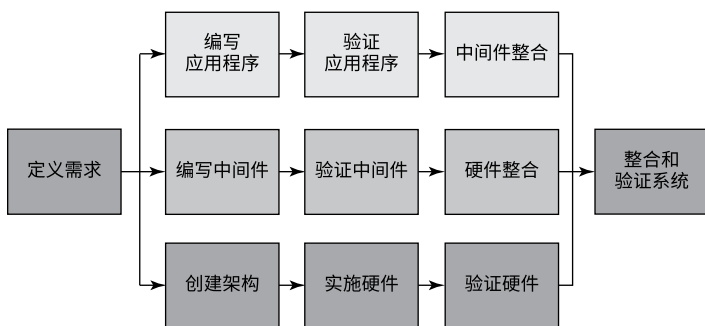 编写
应用程序
验证
应用程序
中间件整合
定义需求
编写中间件
验证中间件
硬件整合
整合和
验证系统
创建架构
实施硬件
验证硬件